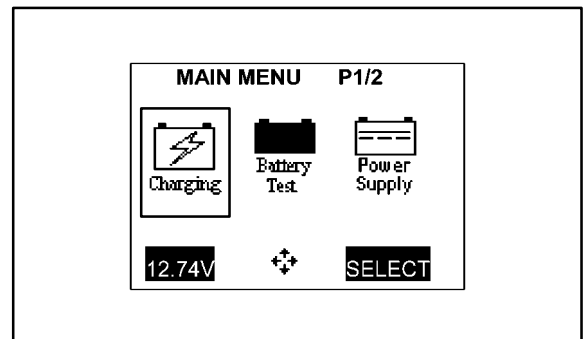 MAIN MENU P1/2
Charging
Battery
Test
Power
Supply
12.74V
SELECT